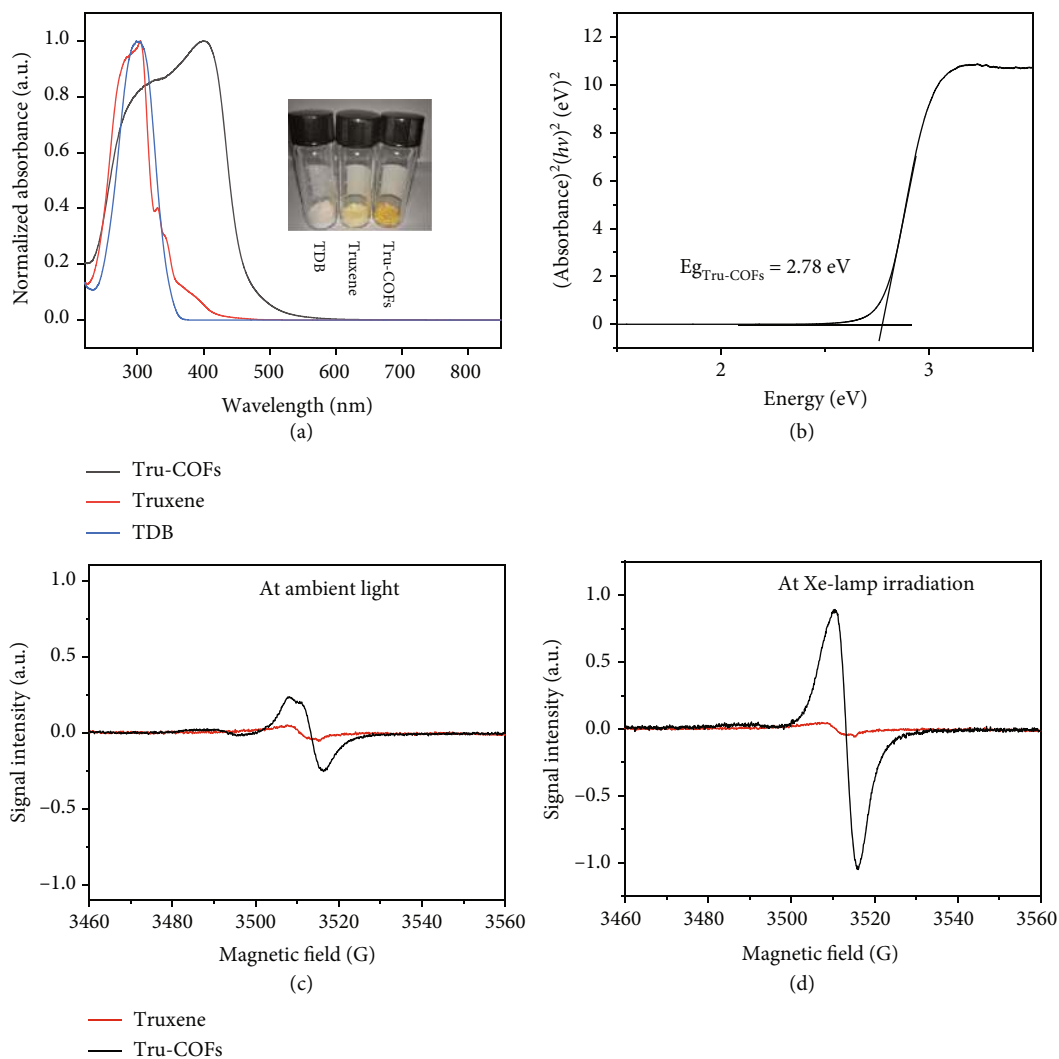 Normalized absorbance (a.u.)
1.0
0.8
0.6
0.4
0.2
0.0
300 400 500 600 700 800
Wavelength (nm)
TDB
Truxene
Tru-COFs
(a)
Tru-COFs
Truxene
TDB
(Absorbance)²(hν)² (eV)²
12
10
8
6
4
2
0
Eg_Tru-COFs = 2.78 eV
2 3
Energy (eV)
(b)
Signal intensity (a.u.)
1.0
0.5
0.0
−0.5
−1.0
At ambient light
3460 3480 3500 3520 3540 3560
Magnetic field (G)
(c)
Truxene
Tru-COFs
Signal intensity (a.u.)
1.0
0.5
0.0
−0.5
−1.0
At Xe-lamp irradiation
3460 3480 3500 3520 3540 3560
Magnetic field (G)
(d)